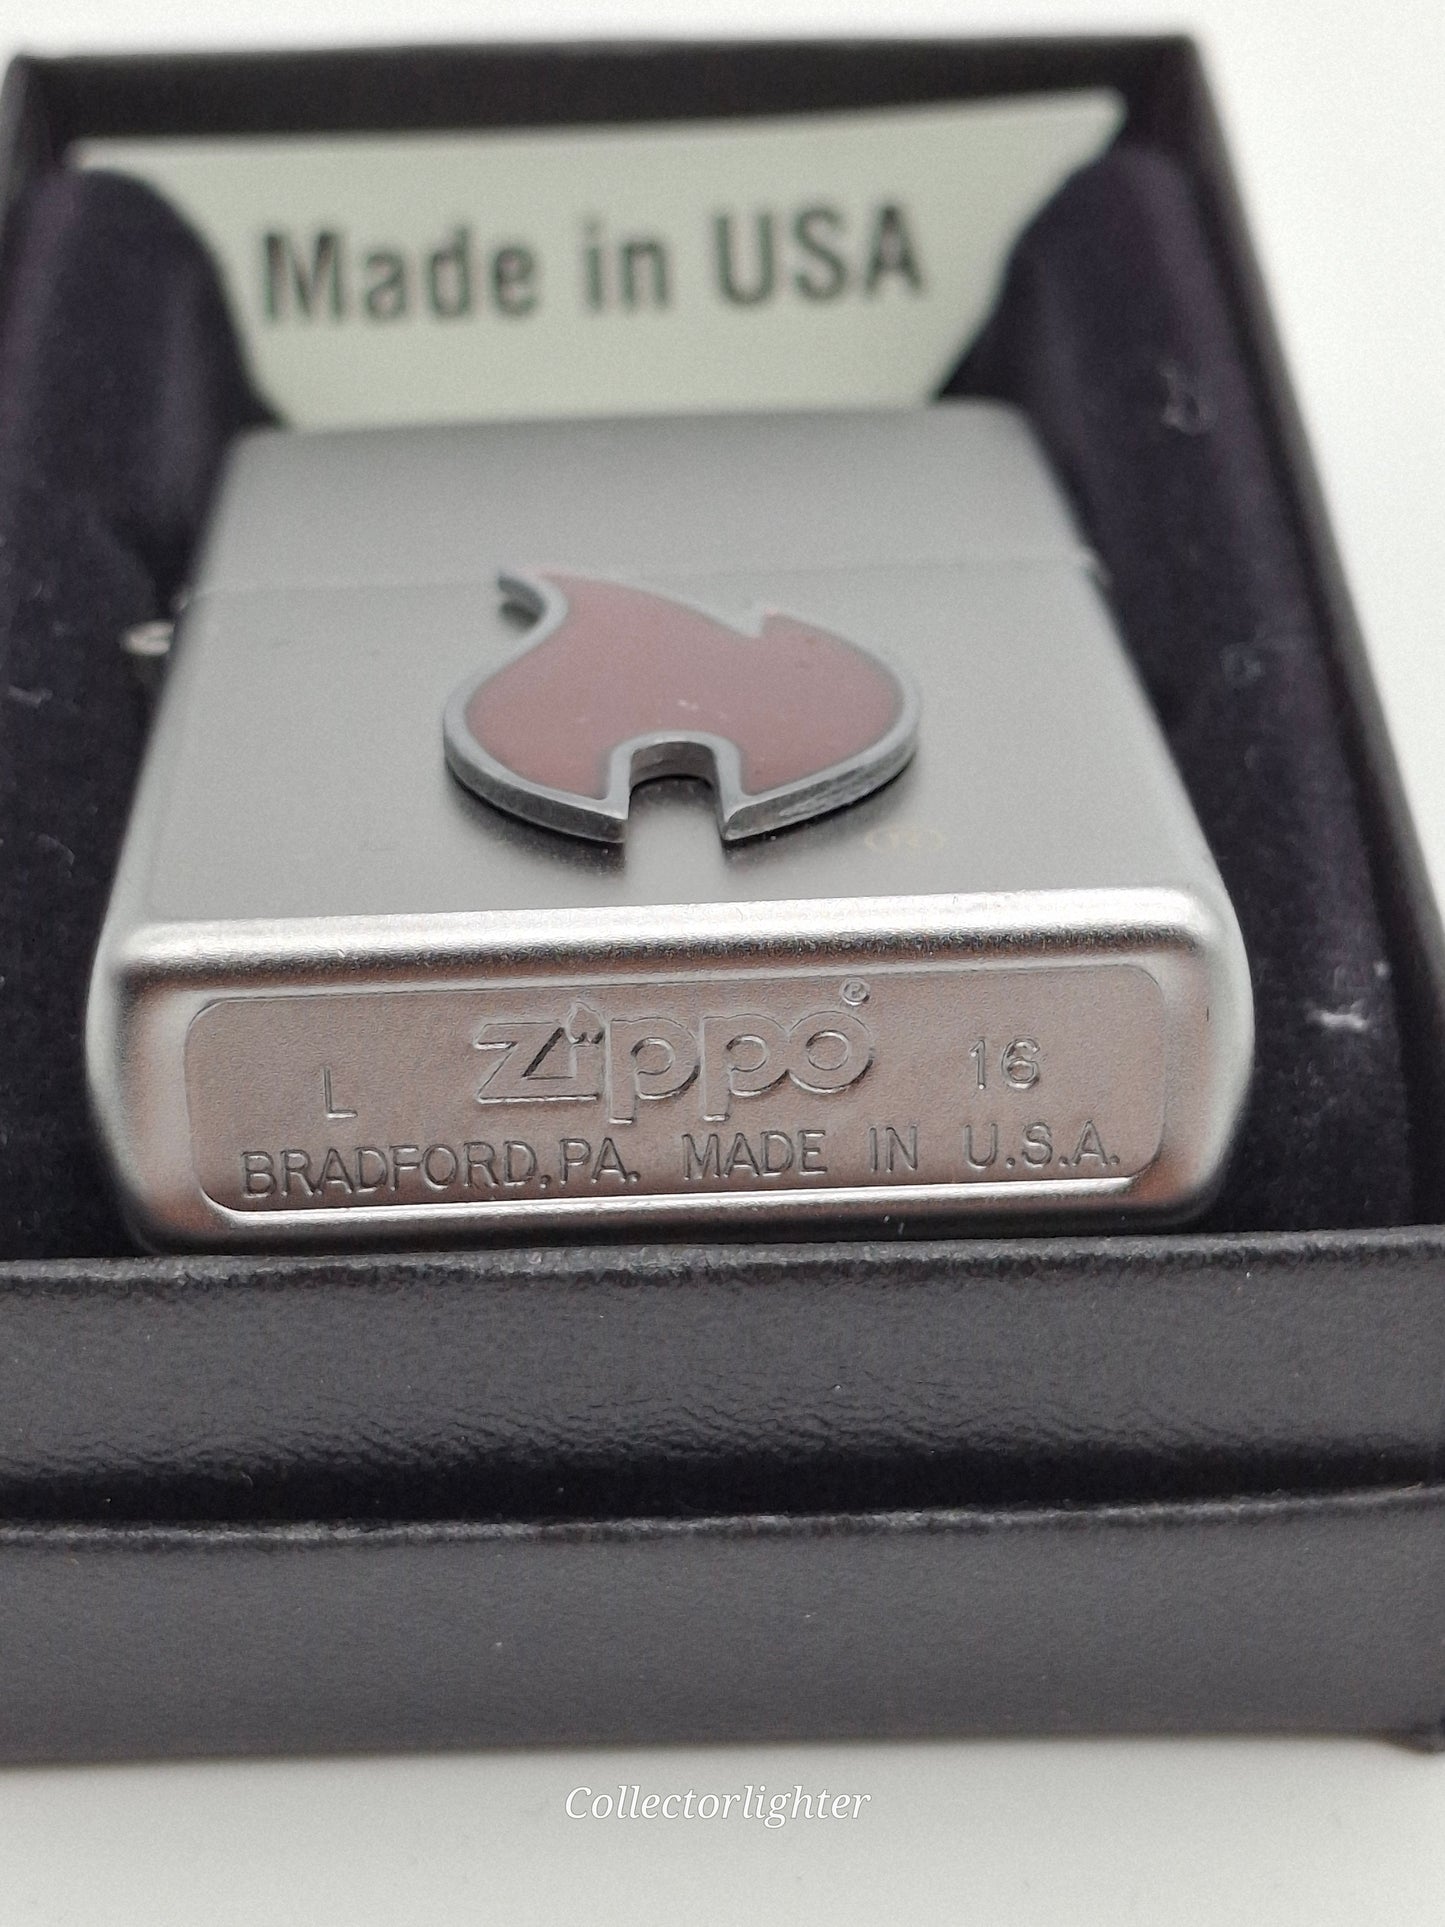 Made in USA
®
zippo®
L 16
BRADFORD,PA. MADE IN U.S.A.
Collectorlighter